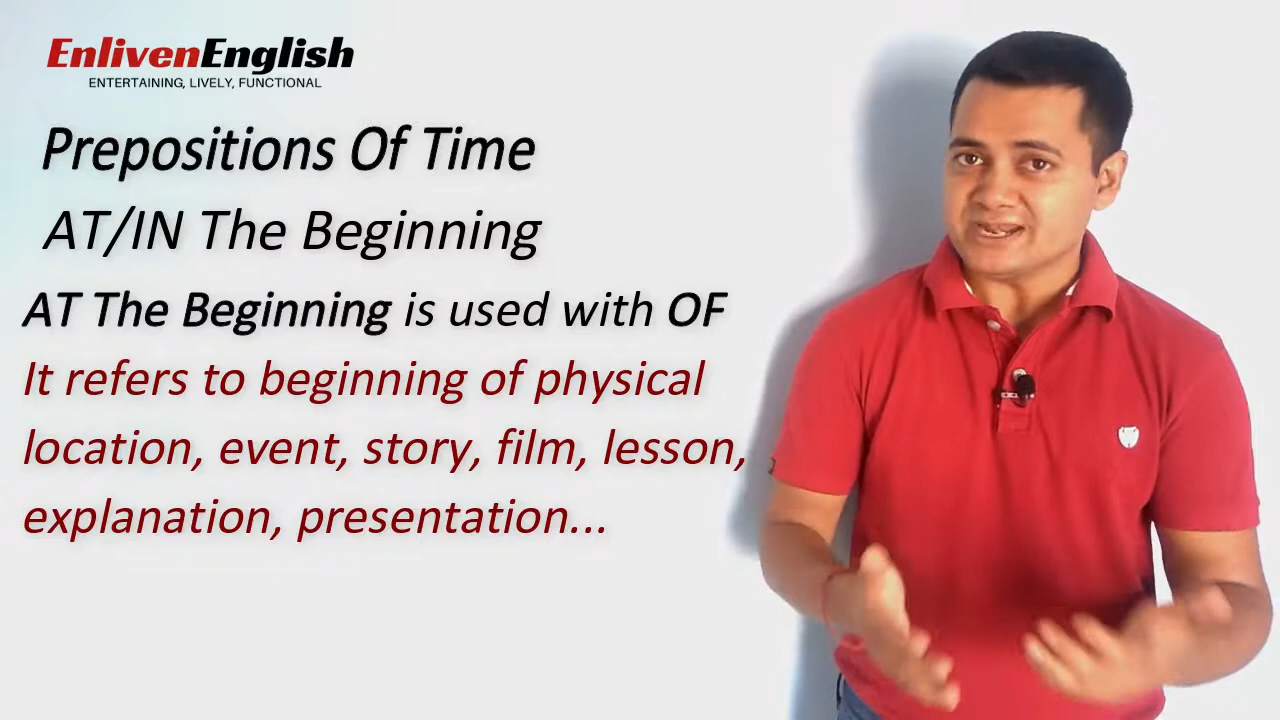 EnlivenEnglish
ENTERTAINING, LIVELY, FUNCTIONAL
Prepositions Of Time
AT/IN The Beginning
AT The Beginning is used with OF
It refers to beginning of physical
location, event, story, film, lesson,
explanation, presentation...